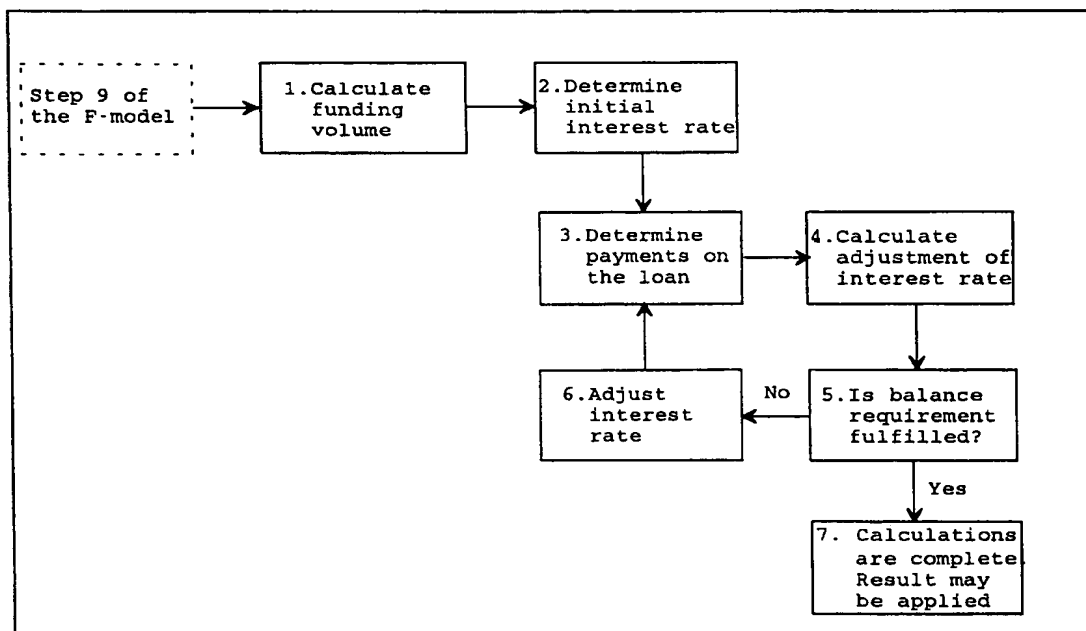 Step 9 of
the F-model
1.Calculate
funding
volume
2.Determine
initial
interest rate
3.Determine
payments on
the loan
4.Calculate
adjustment of
interest rate
6.Adjust
interest
rate
No
5.Is balance
requirement
fulfilled?
Yes
7. Calculations
are complete.
Result may
be applied